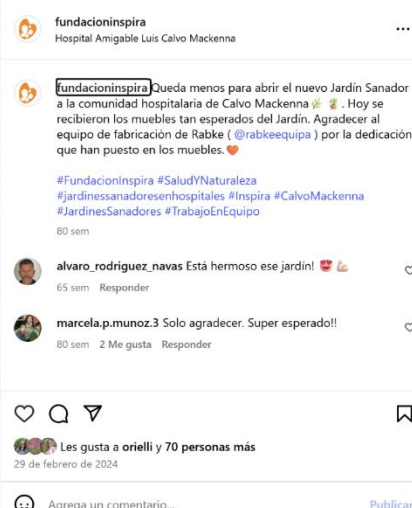 fundacioninspira
Hospital Amigable Luis Calvo Mackenna
fundacioninspira Queda menos para abrir el nuevo Jardín Sanador
a la comunidad hospitalaria de Calvo Mackenna🌾 🪴 . Hoy se
recibieron los muebles tan esperados del Jardín. Agradecer al
equipo de fabricación de Rabke ( @rabkeequipa ) por la dedicación
que han puesto en los muebles.🧡
#FundacionInspira #SaludYNaturaleza
#jardinessanadoresenhospitales #Inspira #CalvoMackenna
#JardinesSanadores #TrabajoEnEquipo
80 sem
alvaro_rodriguez_navas Está hermoso ese jardín! 😍 💪
65 sem Responder
marcela.p.munoz.3 Solo agradecer. Super esperado!!
80 sem 2 Me gusta Responder
Les gusta a orielli y 70 personas más
29 de febrero de 2024
Agrega un comentario...
Publicar